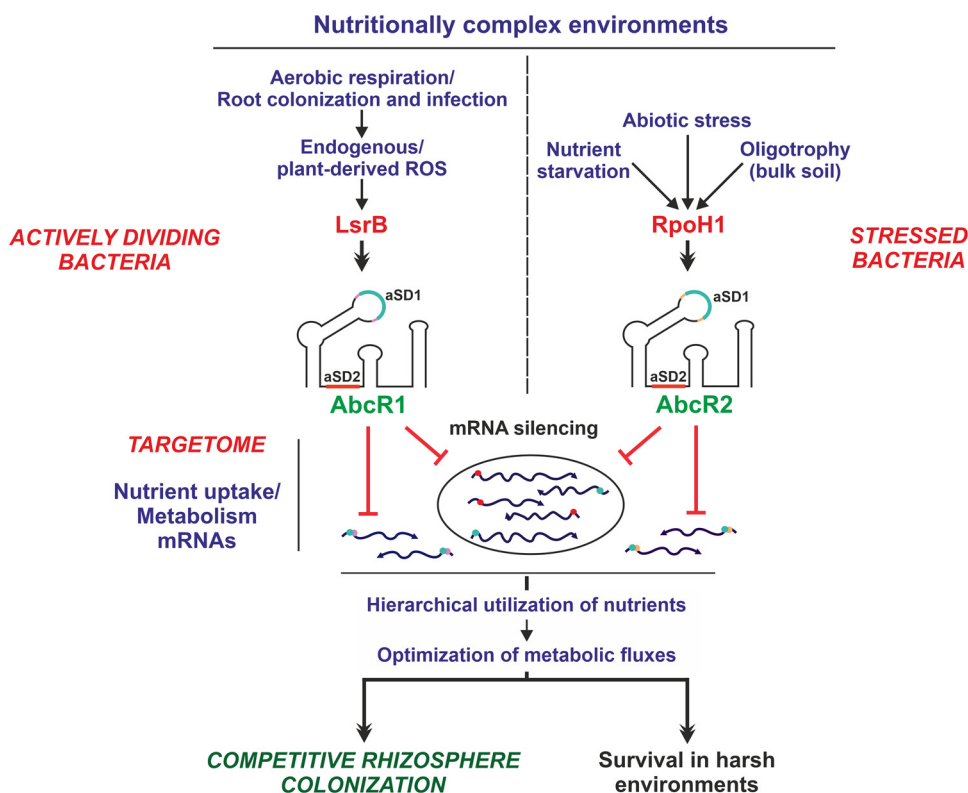 Nutritionally complex environments
Aerobic respiration/
Root colonization and infection
Endogenous/
plant-derived ROS
LsrB
ACTIVELY DIVIDING
BACTERIA
aSD1
aSD2
AbcR1
Abiotic stress
Nutrient
starvation
Oligotrophy
(bulk soil)
RpoH1
STRESSED
BACTERIA
aSD1
aSD2
AbcR2
mRNA silencing
TARGETOME
Nutrient uptake/
Metabolism
mRNAs
Hierarchical utilization of nutrients
Optimization of metabolic fluxes
COMPETITIVE RHIZOSPHERE
COLONIZATION
Survival in harsh
environments